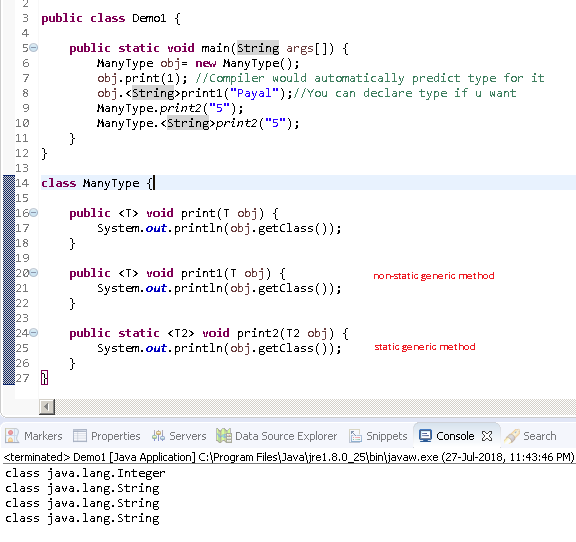 2
3 public class Demo1 {
4
5 public static void main(String args[]) {
6 ManyType obj= new ManyType();
7 obj.print(1); //Compiler would automatically predict type for it
8 obj.<String>print1("Payal");//You can declare type if u want
9 ManyType.print2("5");
10 ManyType.<String>print2("5");
11 }
12 }
13
14 class ManyType {
15
16 public <T> void print(T obj) {
17 System.out.println(obj.getClass());
18 }
19
20 public <T> void print1(T obj) { non-static generic method
21 System.out.println(obj.getClass());
22 }
23
24 public static <T2> void print2(T2 obj) {
25 System.out.println(obj.getClass()); static generic method
26 }
27 }
Markers Properties Servers Data Source Explorer Snippets Console Search
<terminated> Demo1 [Java Application] C:\Program Files\Java\jre1.8.0_25\bin\javaw.exe (27-Jul-2018, 11:43:46 PM)
class java.lang.Integer
class java.lang.String
class java.lang.String
class java.lang.String